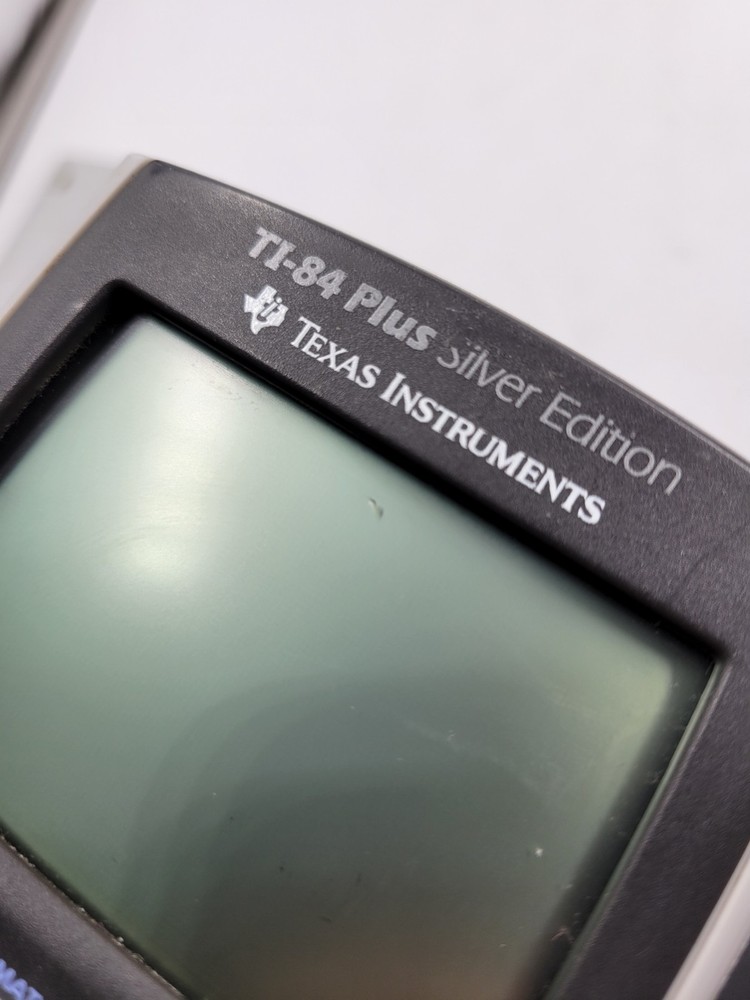 TI-84 Plus Silver Edition
TEXAS INSTRUMENTS